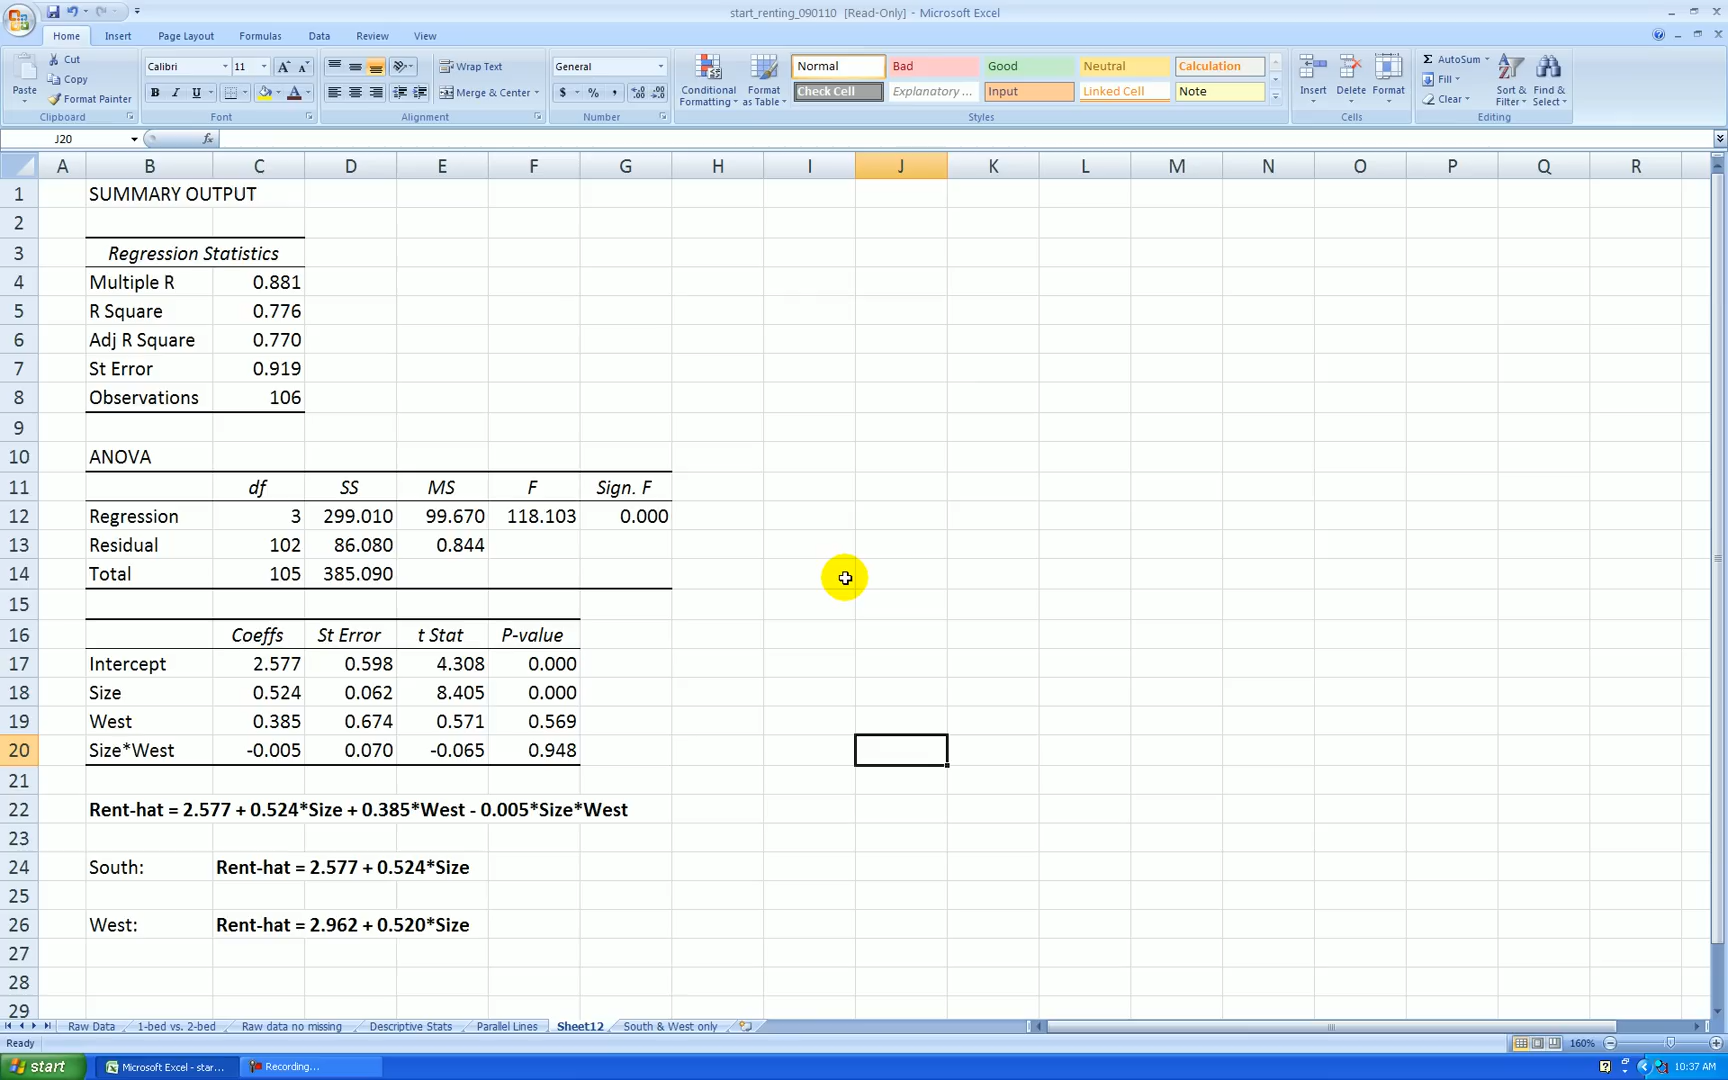 start_renting_090110 [Read-Only] - Microsoft Excel
Home Insert Page Layout Formulas Data Review View
Paste Cut Copy Format Painter
Clipboard
Calibri 11
B I U A
Font
Wrap Text
Merge & Center
Alignment
General
$ % ,
Number
Conditional Formatting
Format as Table
Normal Bad Good Neutral Calculation
Check Cell Explanatory ... Input Linked Cell Note
Styles
Insert Delete Format
Cells
Σ AutoSum
Fill
Clear
Sort & Filter
Find & Select
Editing
J20 fx
A B C D E F G H I J K L M N O P Q R
1 SUMMARY OUTPUT
2
3 Regression Statistics
4 Multiple R 0.881
5 R Square 0.776
6 Adj R Square 0.770
7 St Error 0.919
8 Observations 106
9
10 ANOVA
11 df SS MS F Sign. F
12 Regression 3 299.010 99.670 118.103 0.000
13 Residual 102 86.080 0.844
14 Total 105 385.090
15
16 Coeffs St Error t Stat P-value
17 Intercept 2.577 0.598 4.308 0.000
18 Size 0.524 0.062 8.405 0.000
19 West 0.385 0.674 0.571 0.569
20 Size*West -0.005 0.070 -0.065 0.948
21
22 Rent-hat = 2.577 + 0.524*Size + 0.385*West - 0.005*Size*West
23
24 South: Rent-hat = 2.577 + 0.524*Size
25
26 West: Rent-hat = 2.962 + 0.520*Size
27
28
29
Raw Data 1-bed vs. 2-bed Raw data no missing Descriptive Stats Parallel Lines Sheet12 South & West only
Ready 160%
start Microsoft Excel - star... Recording... 10:37 AM